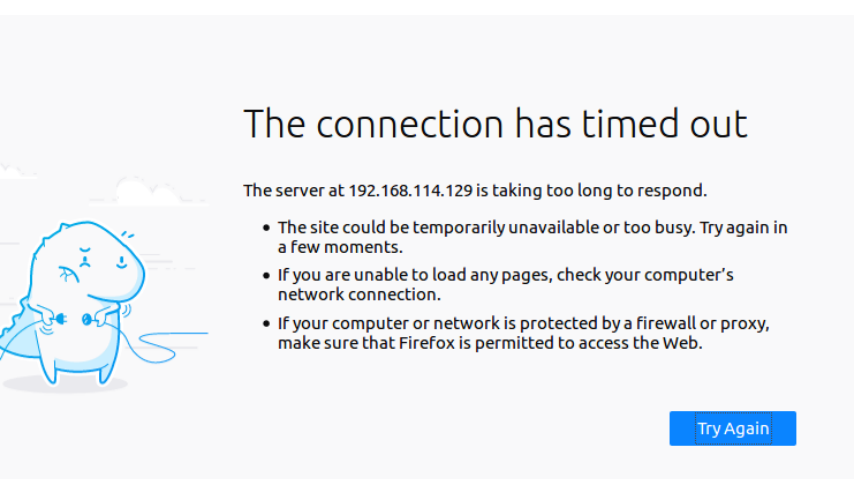 The connection has timed out
The server at 192.168.114.129 is taking too long to respond.
• The site could be temporarily unavailable or too busy. Try again in
a few moments.
• If you are unable to load any pages, check your computer’s
network connection.
• If your computer or network is protected by a firewall or proxy,
make sure that Firefox is permitted to access the Web.
Try Again